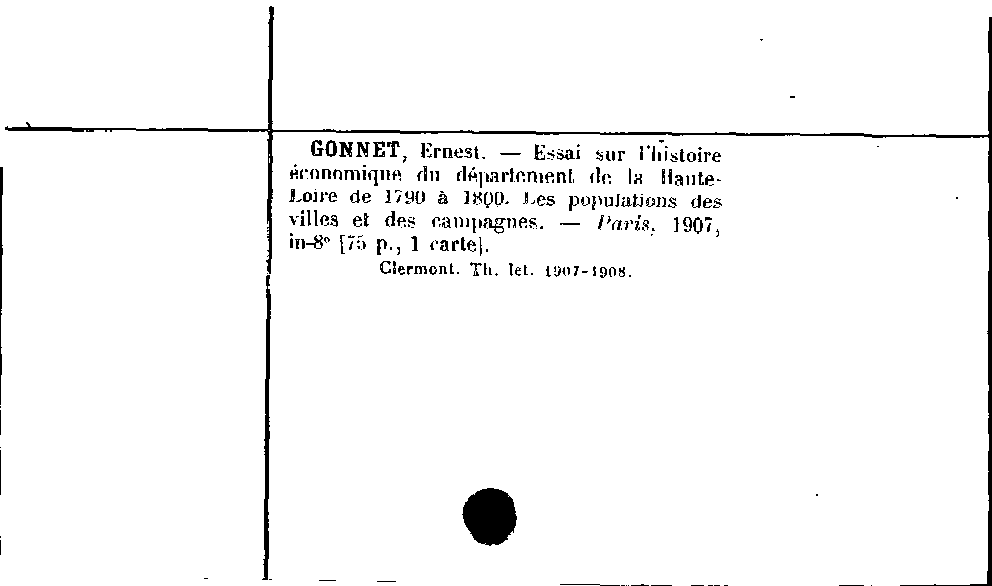 GONNET, Ernest. — Essai sur l'histoire
économique du département de la Haute-
Loire de 1790 à 1800. Les populations des
villes et des campagnes. — Paris, 1907,
in-8° [75 p., 1 carte].
Clermont. Th. let. 1907-1908.